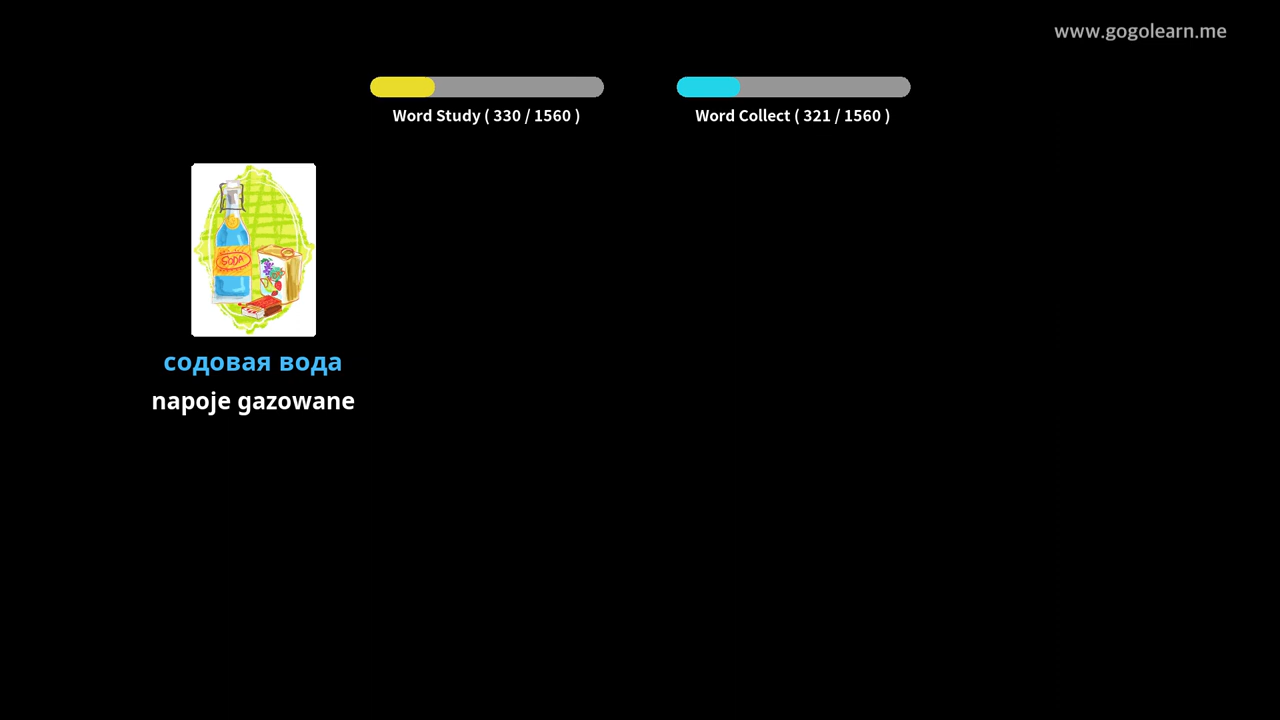 www.gogolearn.me
Word Study ( 330 / 1560 )
Word Collect ( 321 / 1560 )
SODA
содовая вода
napoje gazowane